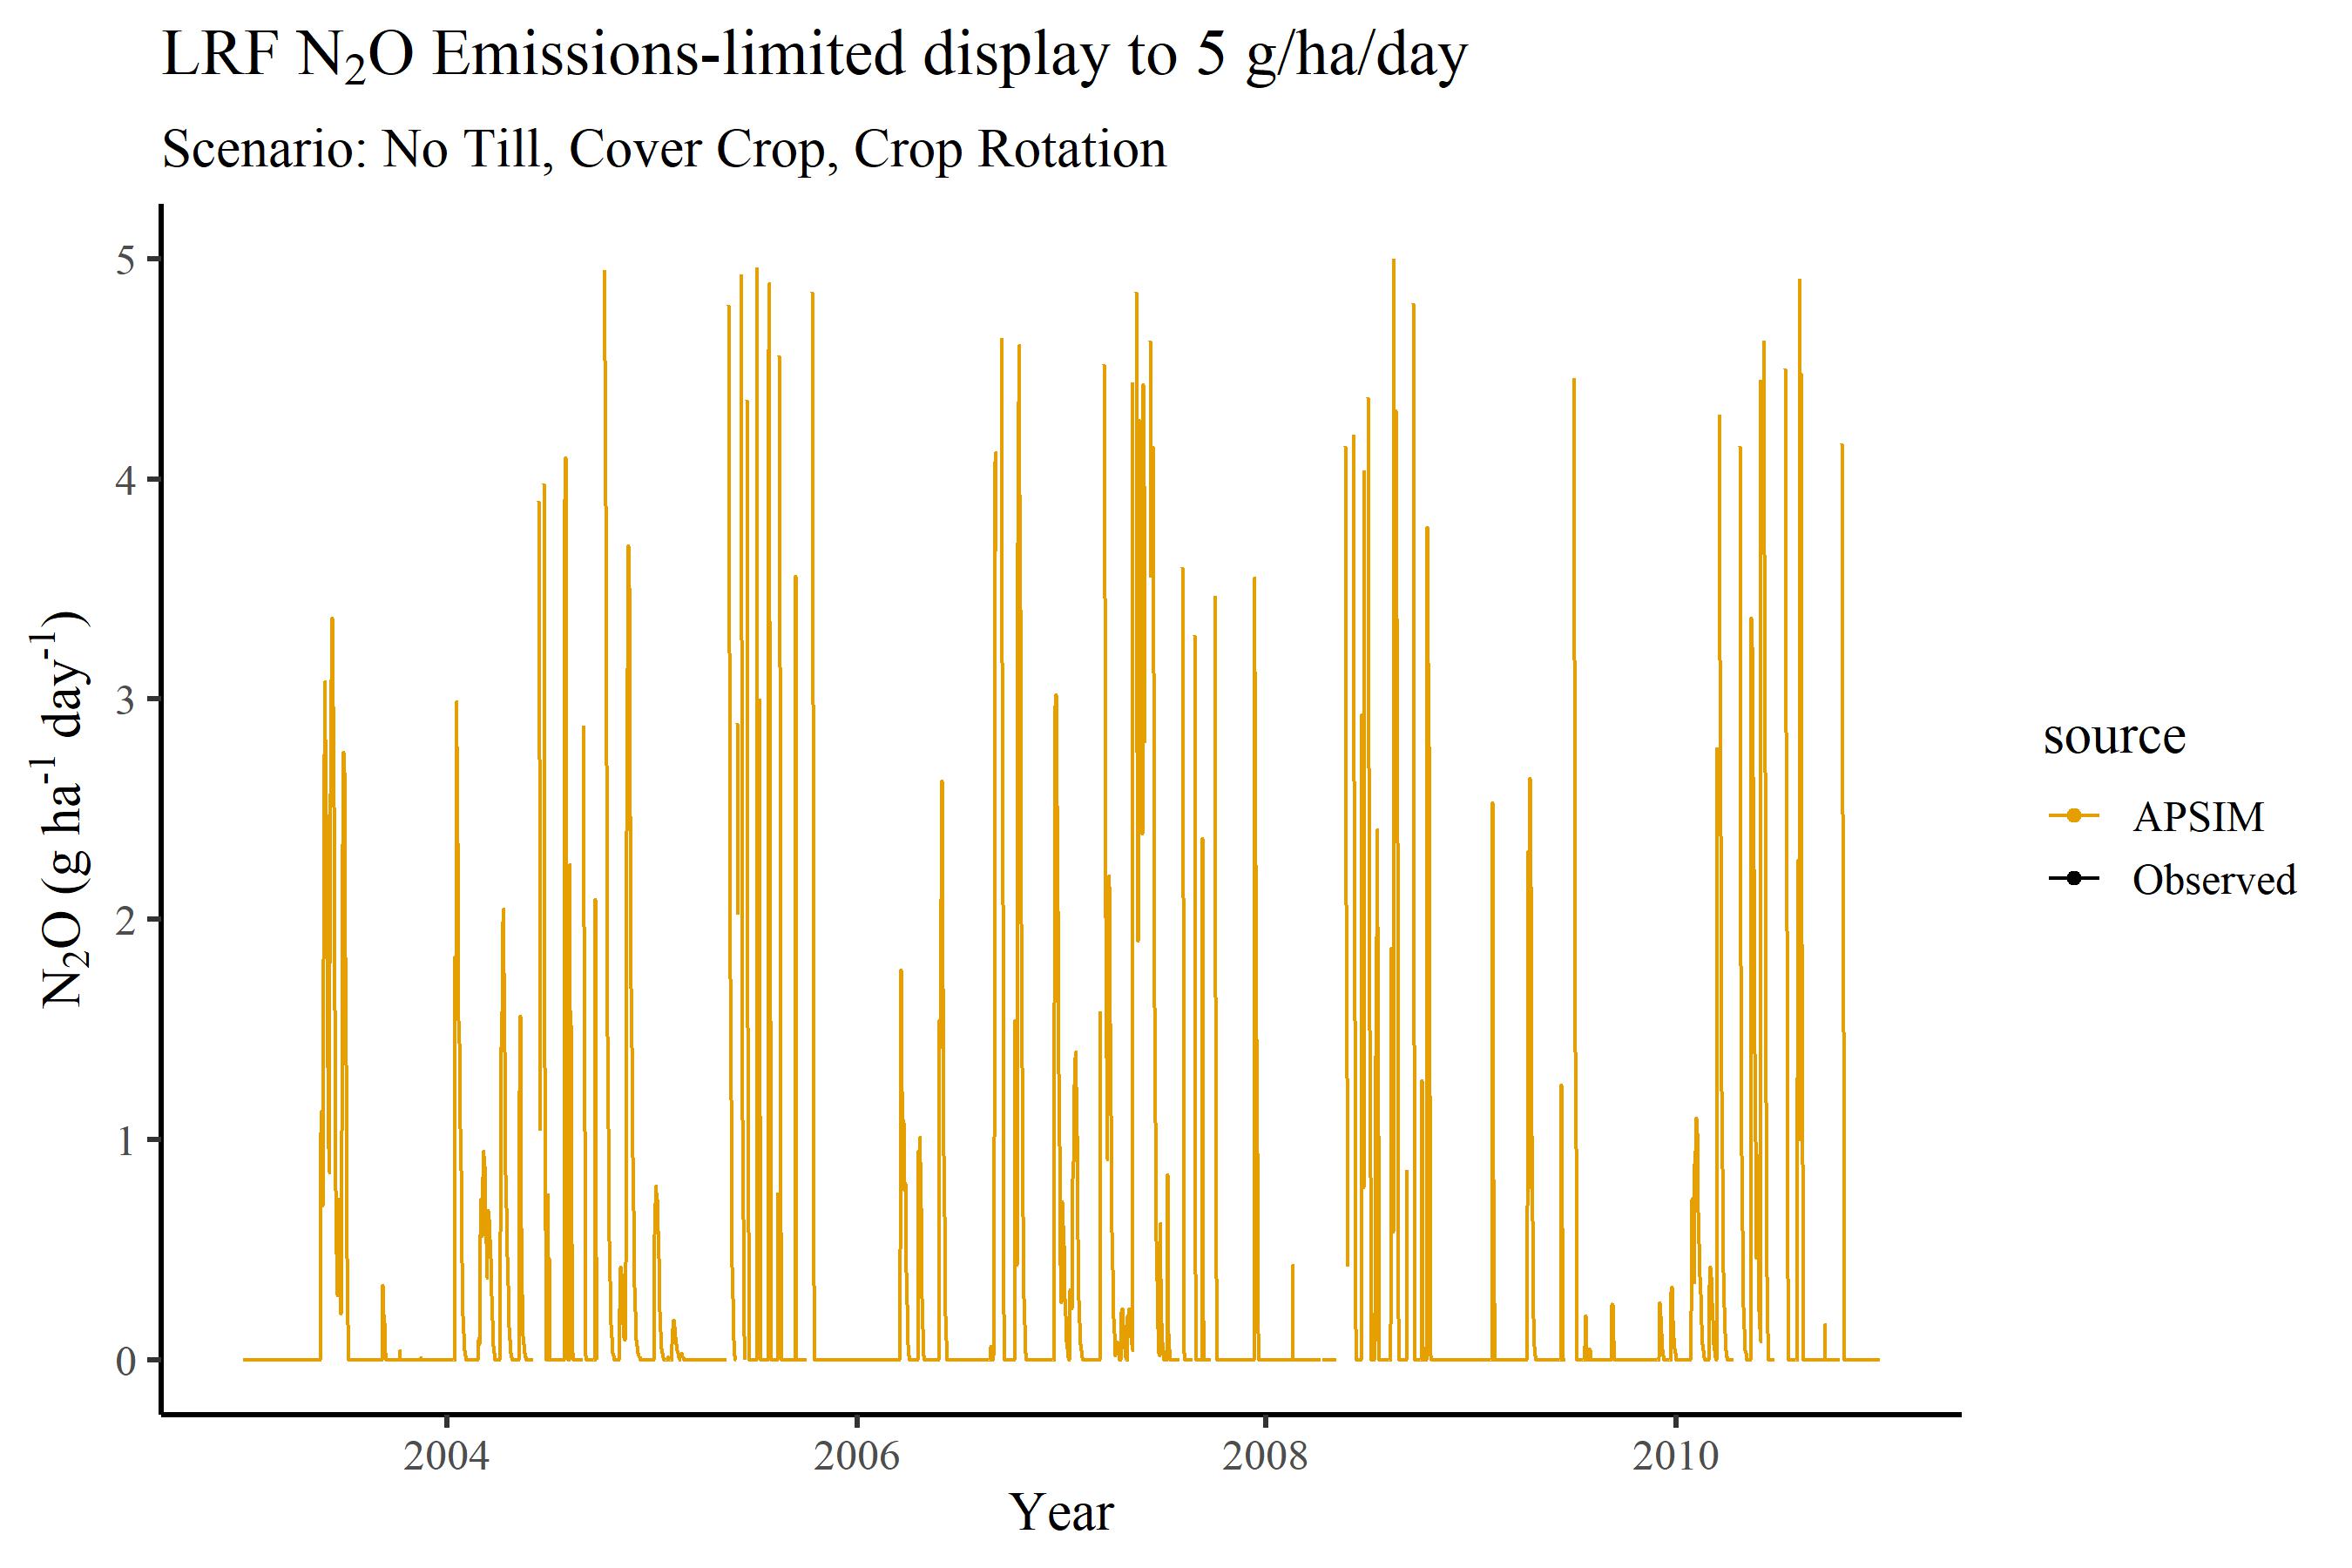 LRF N₂O Emissions-limited display to 5 g/ha/day
Scenario: No Till, Cover Crop, Crop Rotation
N₂O (g ha⁻¹ day⁻¹)
5
4
3
2
1
0
2004 2006 2008 2010
Year
source
APSIM
Observed